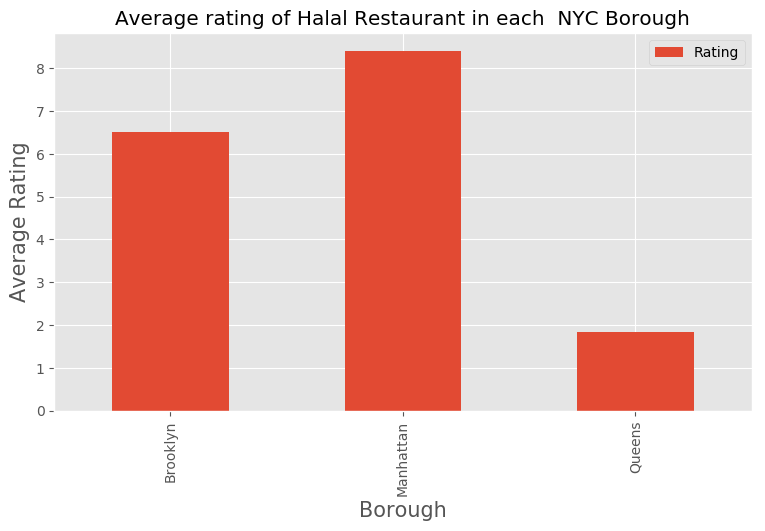 Average rating of Halal Restaurant in each  NYC Borough
Rating
Average Rating
8
7
6
5
4
3
2
1
0
Brooklyn
Manhattan
Queens
Borough